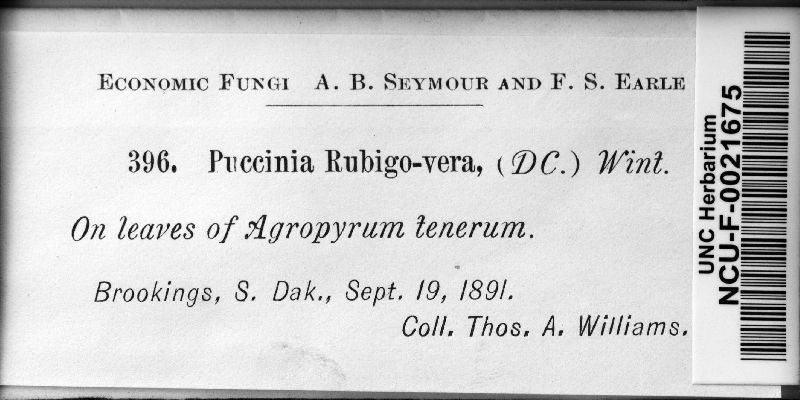 Economic Fungi A. B. Seymour and F. S. Earle
396. Puccinia Rubigo-vera, (DC.) Wint.
On leaves of Agropyrum tenerum.
Brookings, S. Dak., Sept. 19, 1891.
Coll. Thos. A. Williams.
UNC Herbarium
NCU-F-0021675